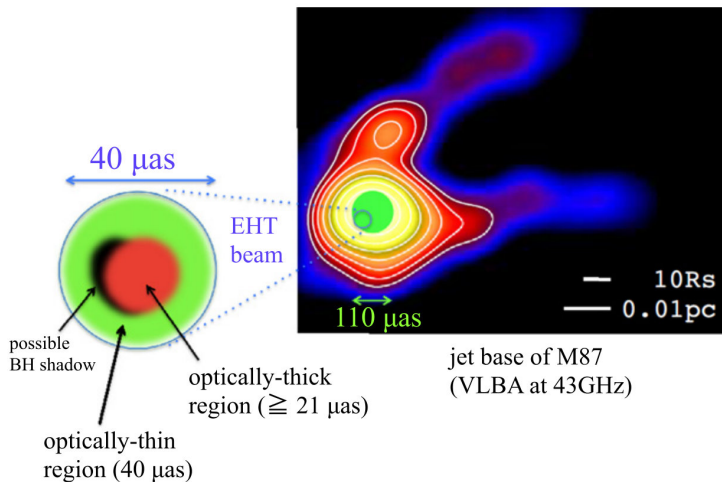 40 μas
EHT
beam
possible
BH shadow
optically-thick
region (≧ 21 μas)
optically-thin
region (40 μas)
110 μas
10Rs
0.01pc
jet base of M87
(VLBA at 43GHz)